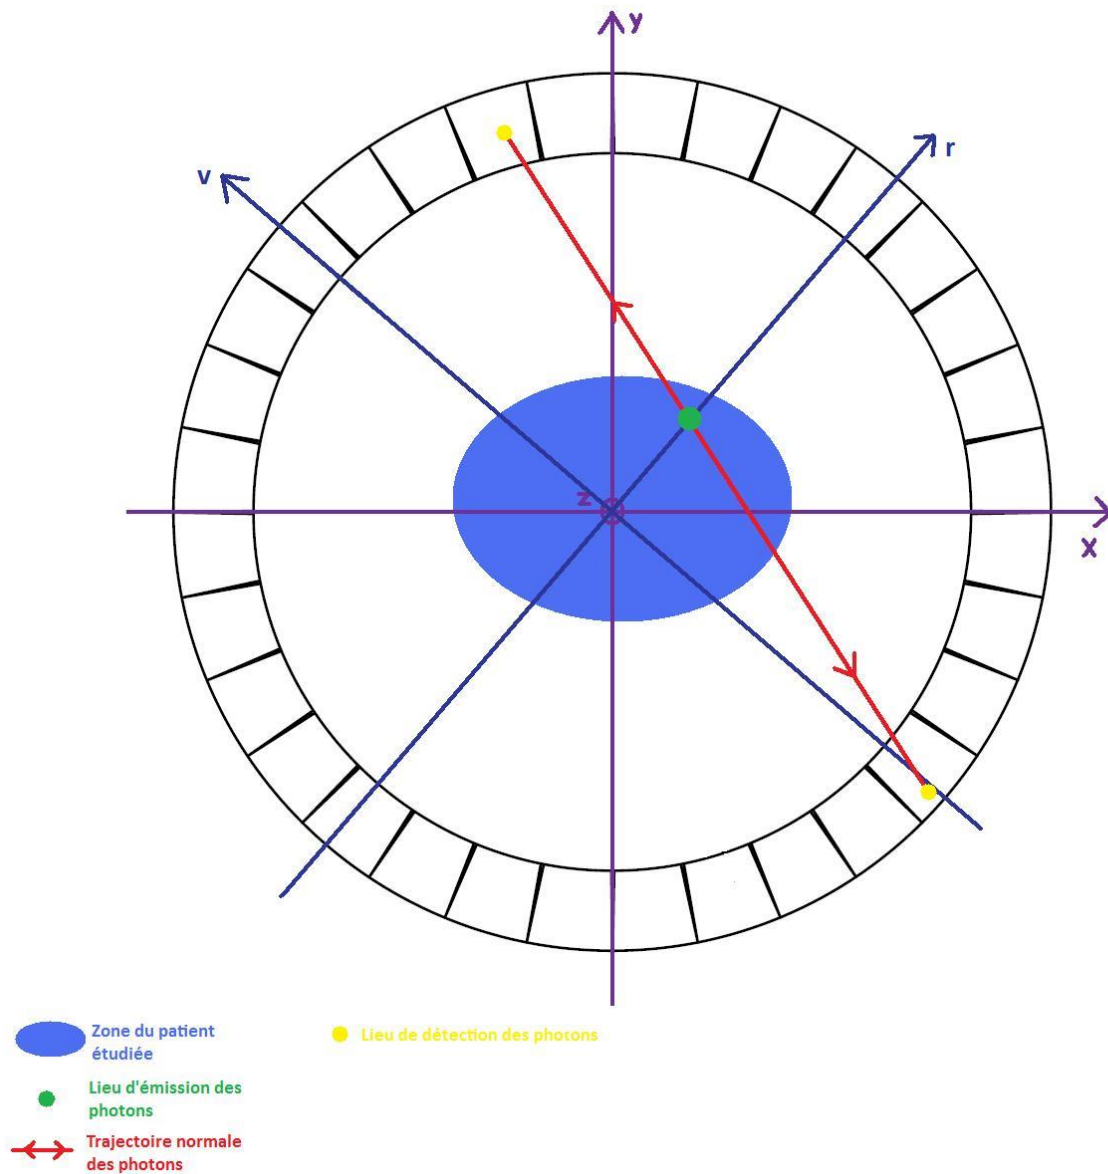 y
r
v
z
x
Zone du patient
étudiée
Lieu de détection des photons
Lieu d'émission des
photons
Trajectoire normale
des photons